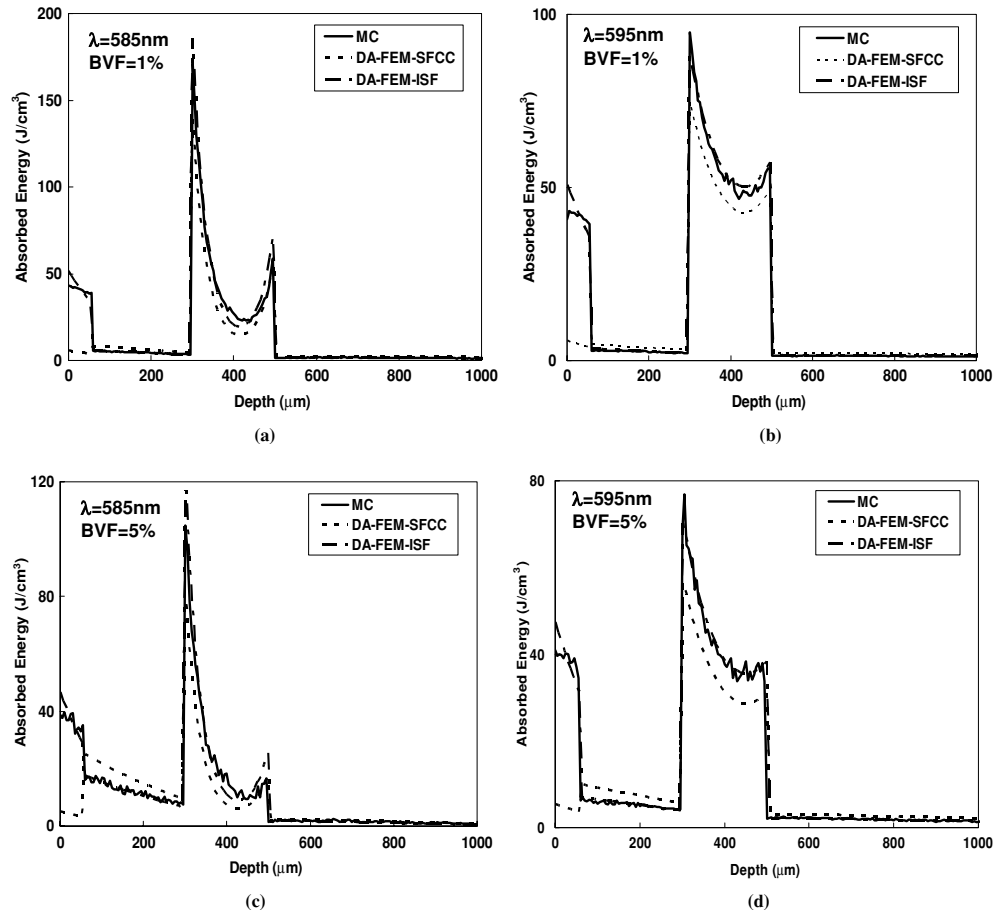 λ=585nm
BVF=1%
MC
DA-FEM-SFCC
DA-FEM-ISF
Absorbed Energy (J/cm³)
200
150
100
50
0
0 200 400 600 800 1000
Depth (μm)
(a)
λ=595nm
BVF=1%
MC
DA-FEM-SFCC
DA-FEM-ISF
Absorbed Energy (J/cm³)
100
50
0
0 200 400 600 800 1000
Depth (μm)
(b)
λ=585nm
BVF=5%
MC
DA-FEM-SFCC
DA-FEM-ISF
Absorbed Energy (J/cm³)
120
80
40
0
0 200 400 600 800 1000
Depth (μm)
(c)
λ=595nm
BVF=5%
MC
DA-FEM-SFCC
DA-FEM-ISF
Absorbed Energy (J/cm³)
80
40
0
0 200 400 600 800 1000
Depth (μm)
(d)